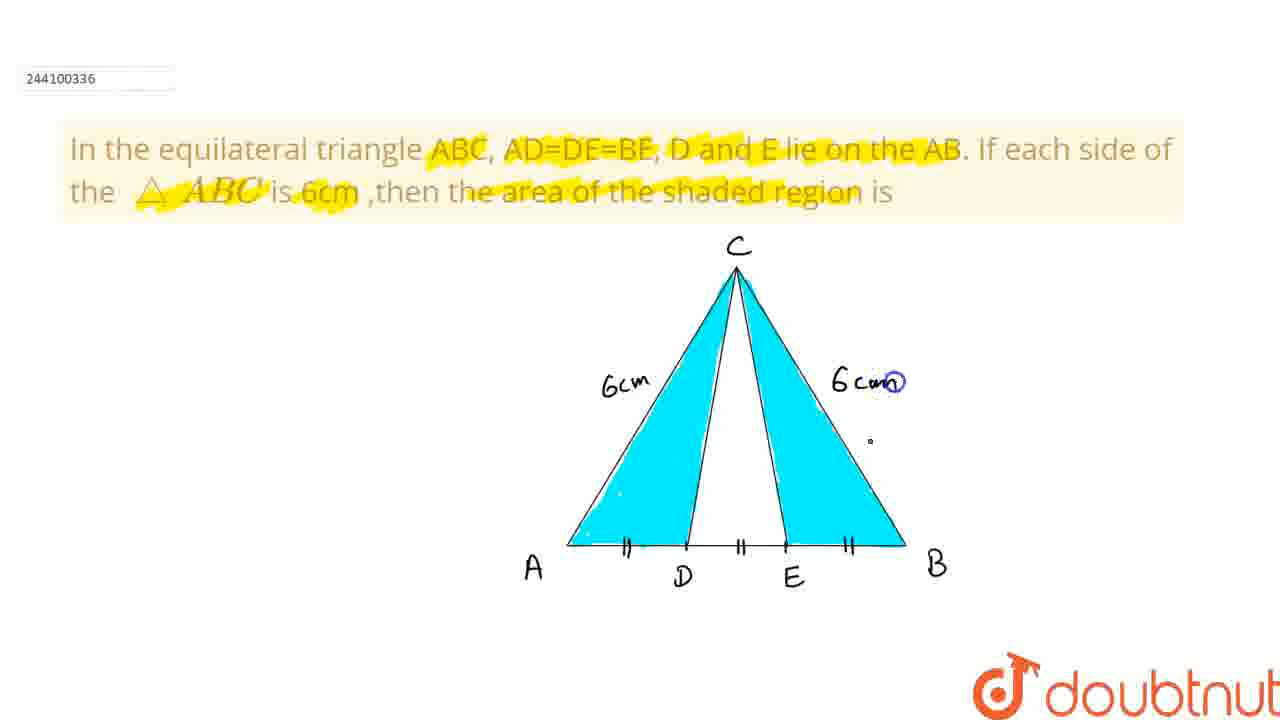 244100336
In the equilateral triangle ABC, AD=DE=BE, D and E lie on the AB. If each side of
the △ ABC is 6cm ,then the area of the shaded region is
C
6cm
6cm
A
D
E
B
doubtnut